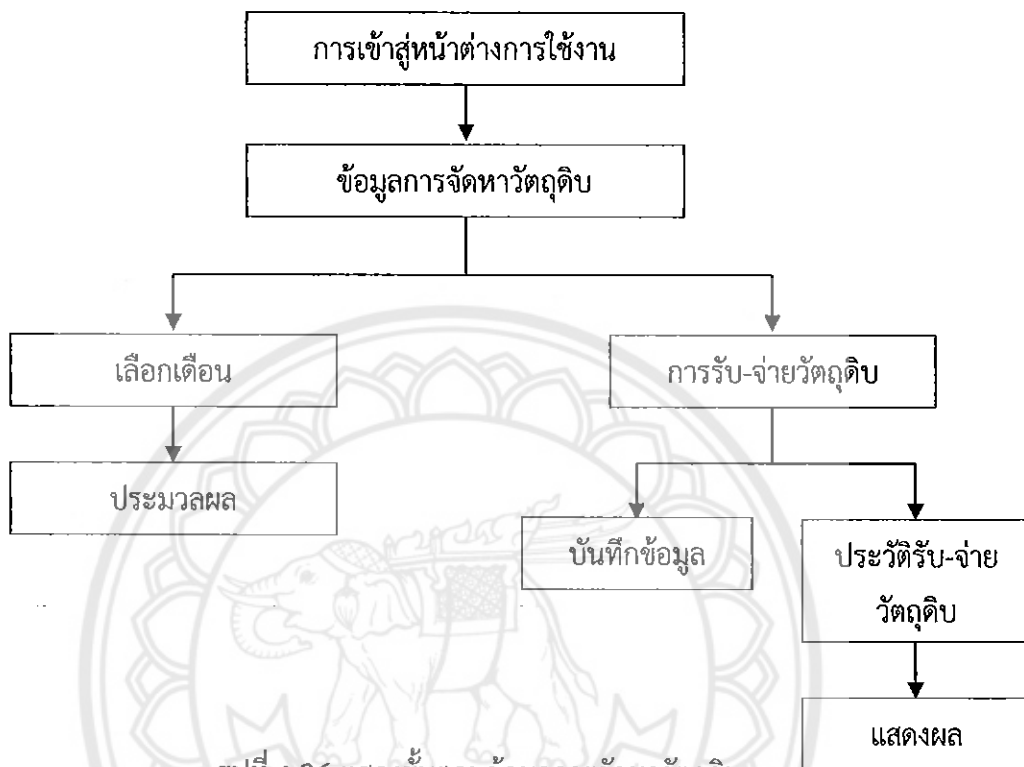 การเข้าสู่หน้าต่างการใช้งาน
ข้อมูลการจัดหาวัตถุดิบ
เลือกเดือน
การรับ-จ่ายวัตถุดิบ
ประมวลผล
บันทึกข้อมูล
ประวัติรับ-จ่าย
วัตถุดิบ
แสดงผล